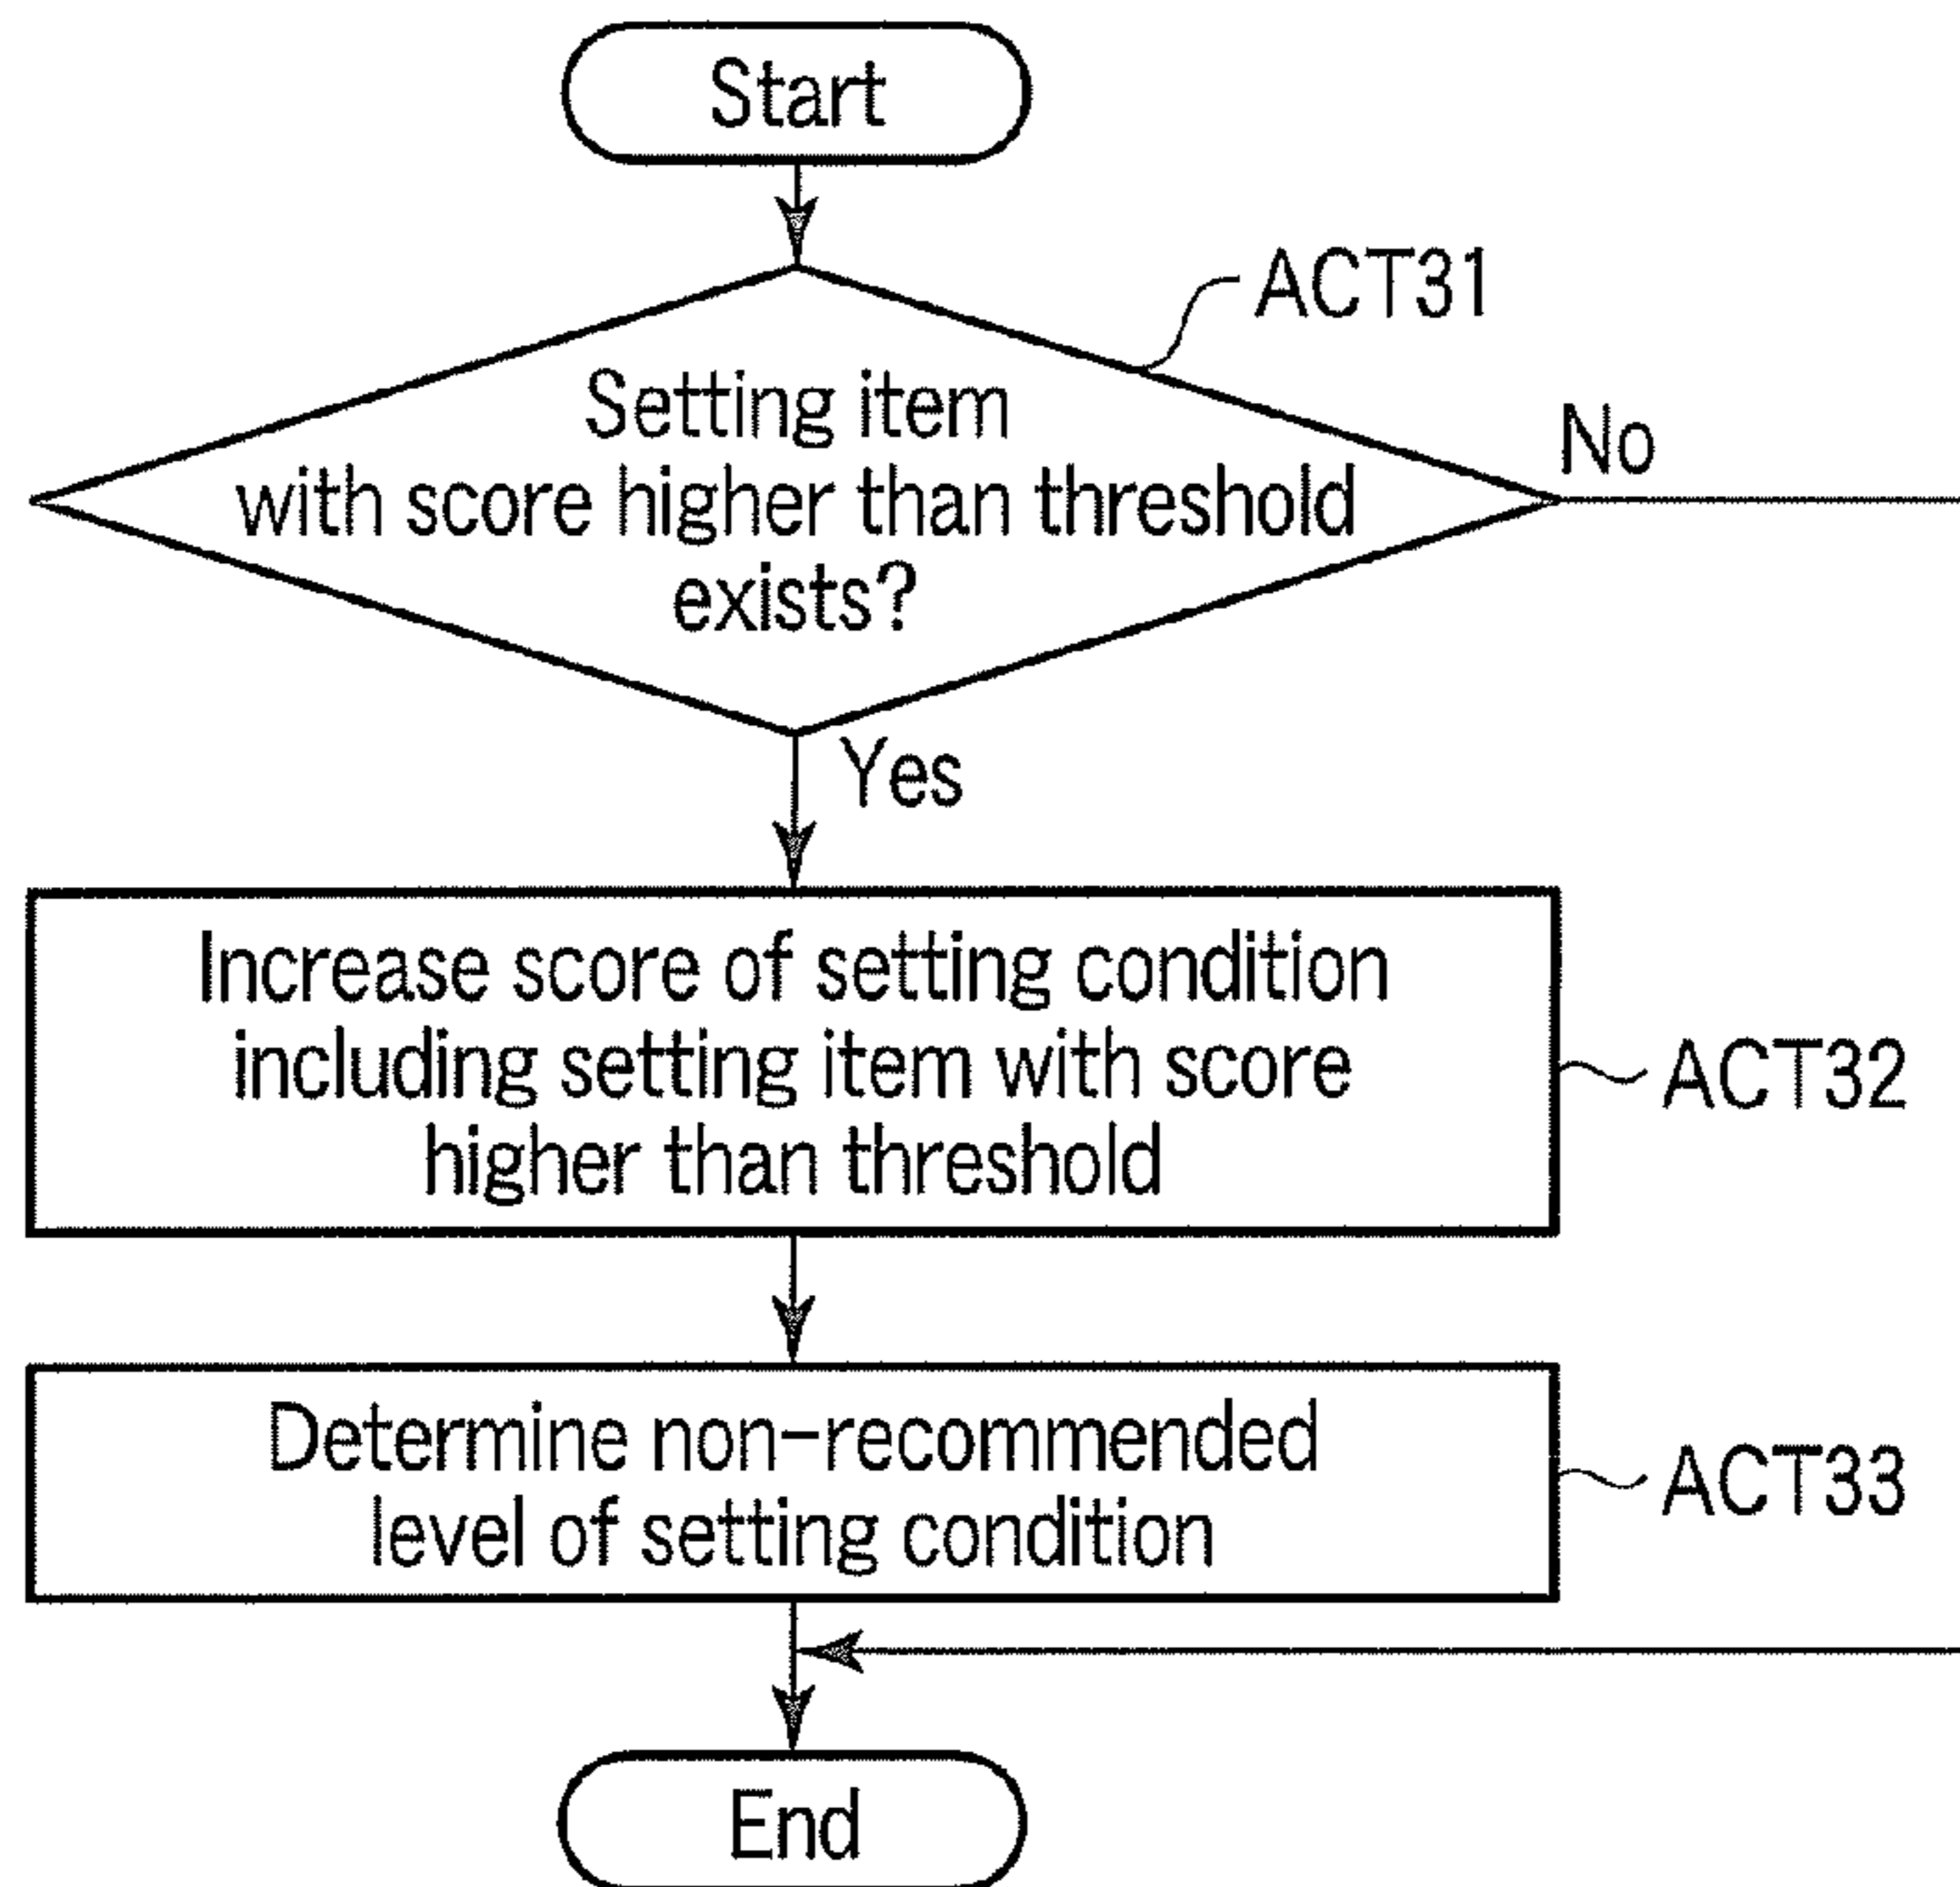 Start
ACT31
Setting item
with score higher than threshold
exists?
No
Yes
Increase score of setting condition
including setting item with score
higher than threshold
ACT32
Determine non-recommended
level of setting condition
ACT33
End